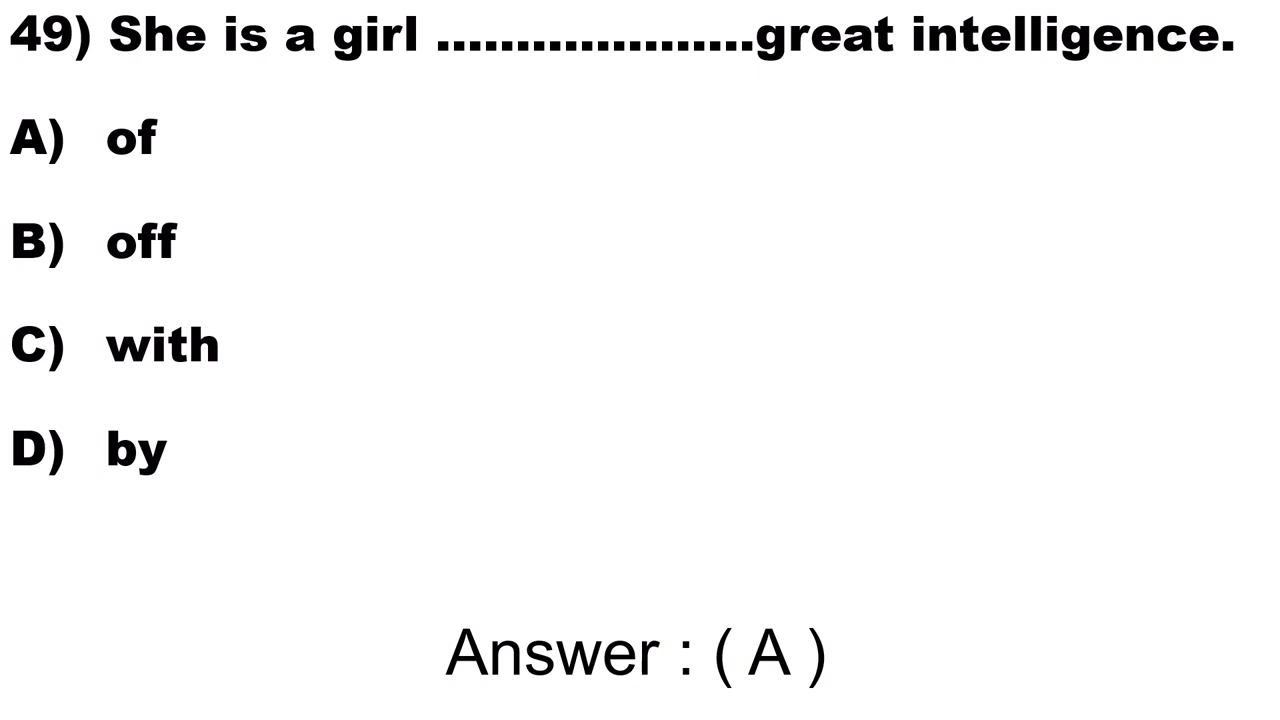 49) She is a girl ....................great intelligence.
A) of
B) off
C) with
D) by
Answer : ( A )